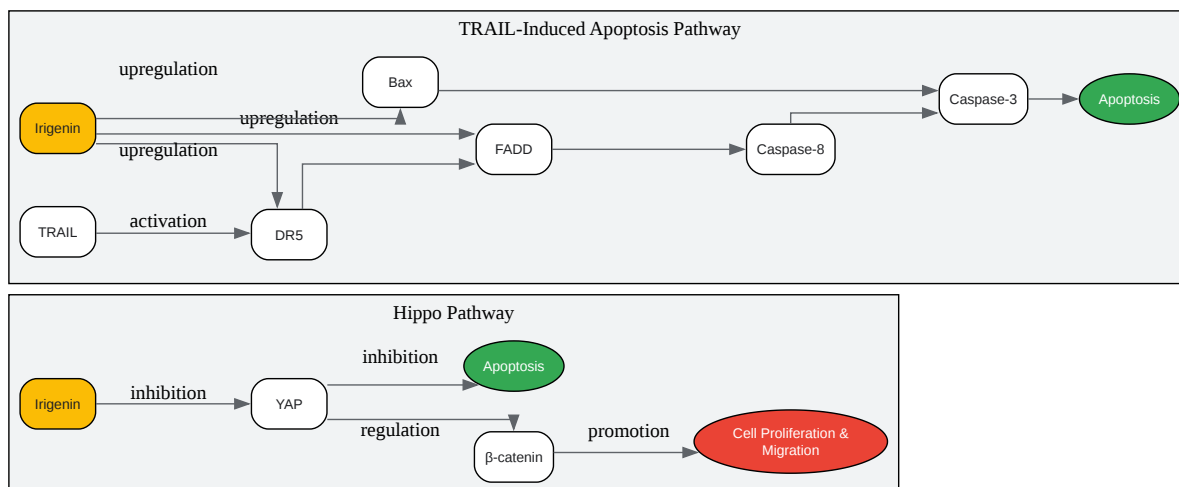 TRAIL-Induced Apoptosis Pathway
upregulation
Bax
Caspase-3
Apoptosis
Irigenin
upregulation
upregulation
FADD
Caspase-8
TRAIL
activation
DR5
Hippo Pathway
inhibition
Apoptosis
Irigenin
inhibition
YAP
regulation
β-catenin
promotion
Cell Proliferation &
Migration